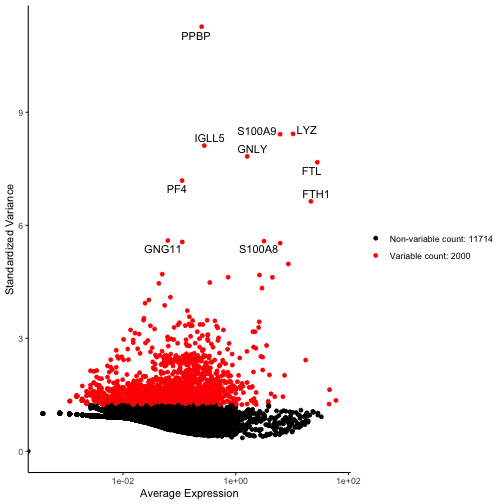 PPBP
9
S100A9
LYZ
IGLL5
GNLY
FTL
PF4
FTH1
6
GNG11
S100A8
Standardized Variance
Non-variable count: 11714
Variable count: 2000
3
0
1e-02
1e+00
1e+02
Average Expression